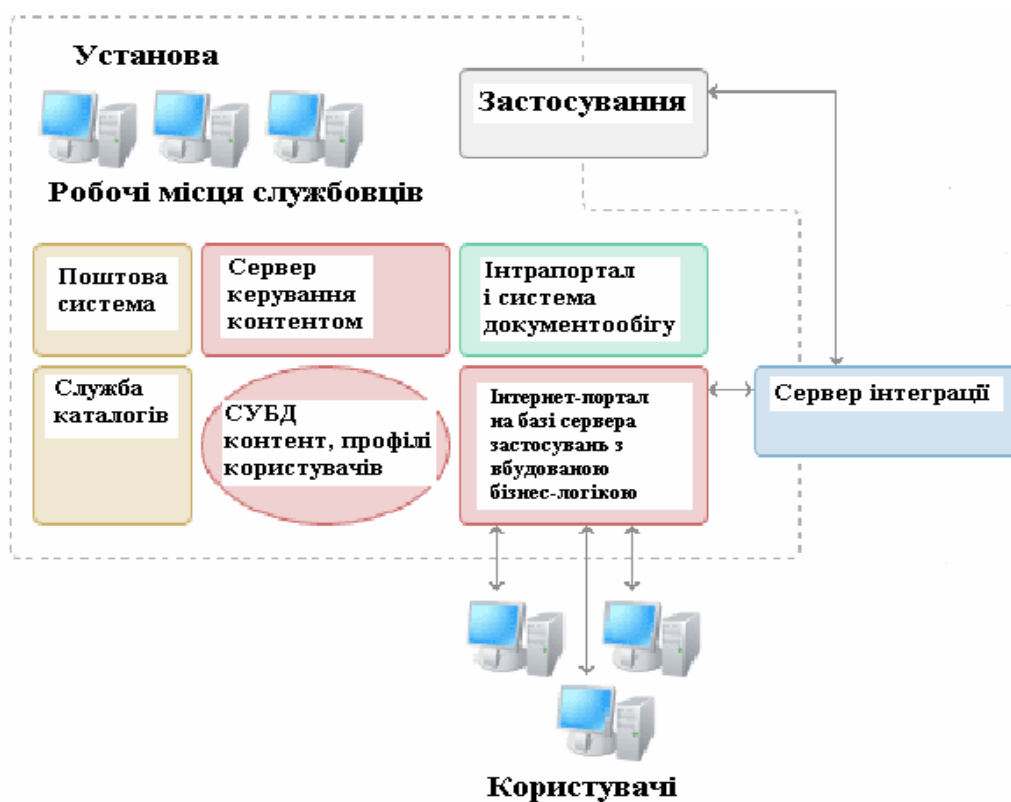 Установа
Застосування
Робочі місця службовців
Поштова
система
Сервер
керування
контентом
Інтрапортал
і система
документообігу
Служба
каталогів
СУБД
контент, профілі
користувачів
Інтернет-портал
на базі сервера
застосувань з
вбудованою
бізнес-логікою
Сервер інтеграції
Користувачі